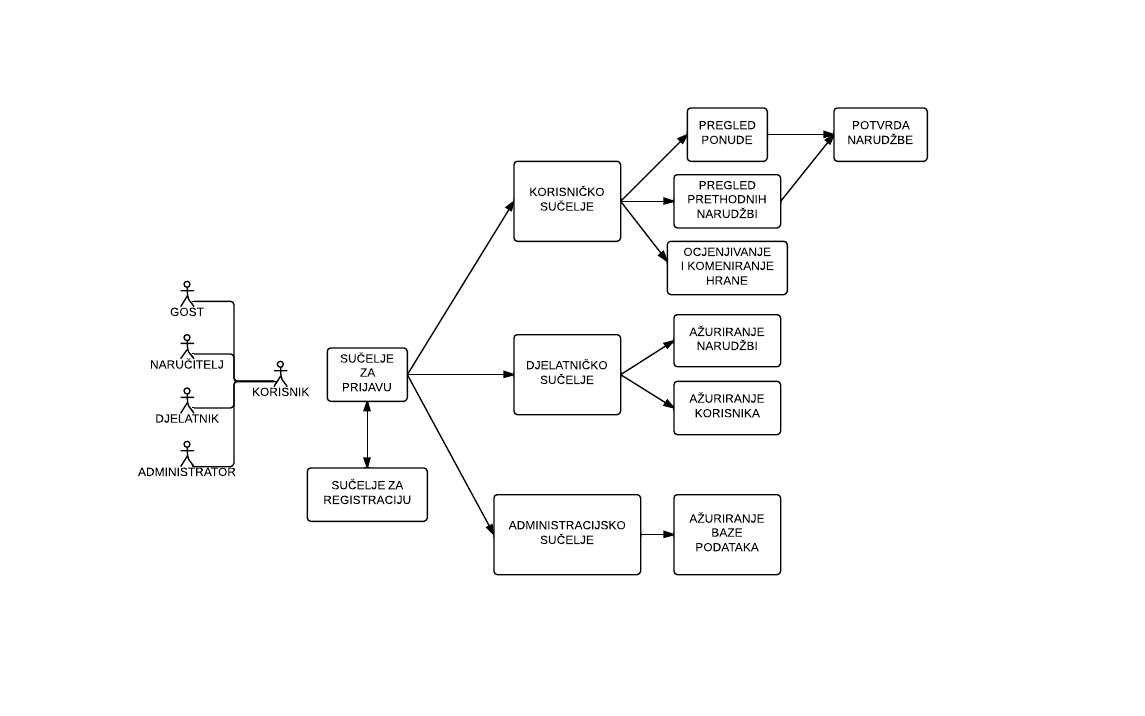 PREGLED
PONUDE
POTVRDA
NARUDŽBE
KORISNIČKO
SUČELJE
PREGLED
PRETHODNIH
NARUDŽBI
OCJENJIVANJE
I KOMENIRANJE
HRANE
GOST
NARUČITELJ
KORISNIK
DJELATNIK
ADMINISTRATOR
SUČELJE
ZA
PRIJAVU
SUČELJE ZA
REGISTRACIJU
DJELATNIČKO
SUČELJE
AŽURIRANJE
NARUDŽBI
AŽURIRANJE
KORISNIKA
ADMINISTRACIJSKO
SUČELJE
AŽURIRANJE
BAZE
PODATAKA